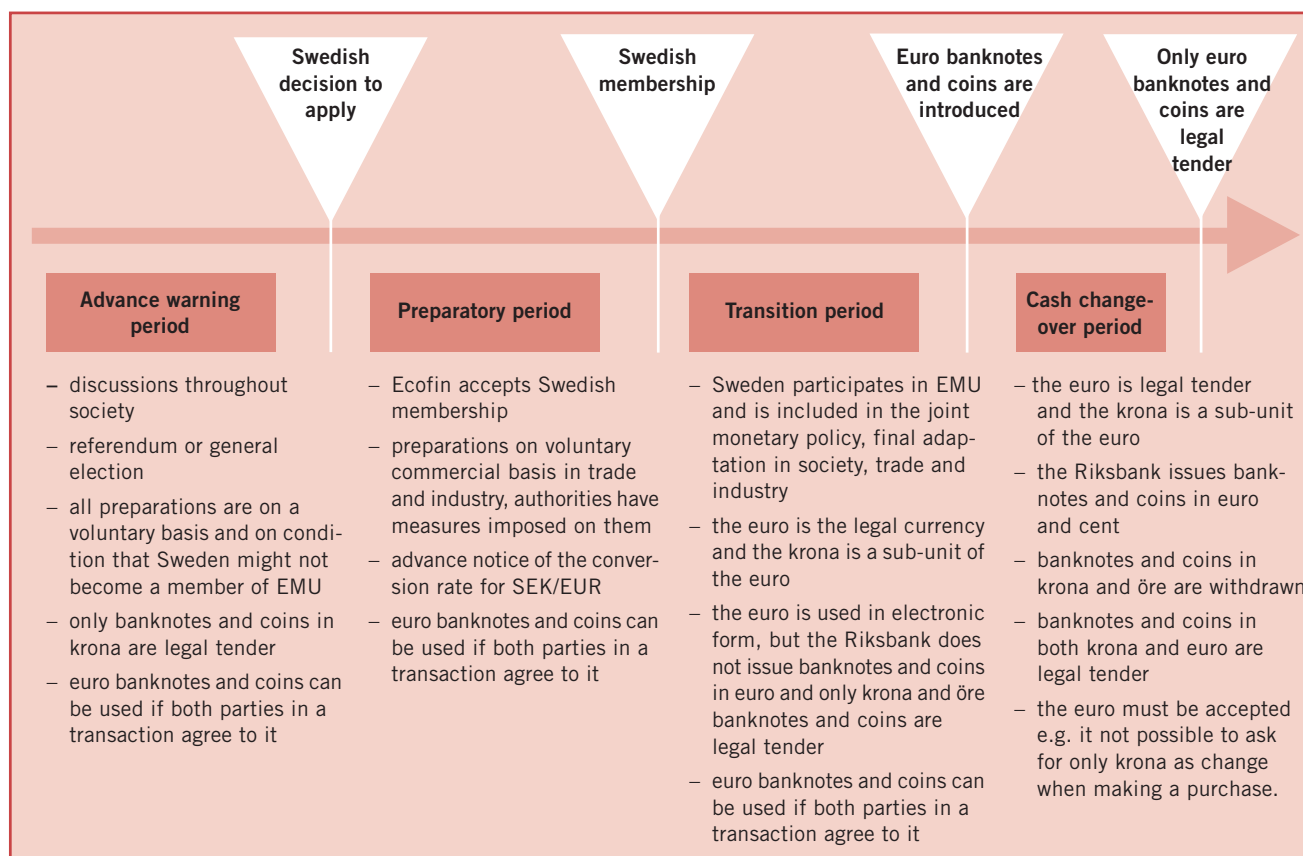 Swedish
decision to
apply
Swedish
membership
Euro banknotes
and coins are
introduced
Only euro
banknotes and
coins are
legal
tender
Advance warning
period
– discussions throughout
society
– referendum or general
election
– all preparations are on a
voluntary basis and on condi-
tion that Sweden might not
become a member of EMU
– only banknotes and coins in
krona are legal tender
– euro banknotes and coins can
be used if both parties in a
transaction agree to it
Preparatory period
– Ecofin accepts Swedish
membership
– preparations on voluntary
commercial basis in trade
and industry, authorities have
measures imposed on them
– advance notice of the conver-
sion rate for SEK/EUR
– euro banknotes and coins can
be used if both parties in a
transaction agree to it
Transition period
– Sweden participates in EMU
and is included in the joint
monetary policy, final adap-
tation in society, trade and
industry
– the euro is the legal currency
and the krona is a sub-unit of
the euro
– the euro is used in electronic
form, but the Riksbank does
not issue banknotes and coins
in euro and only krona and öre
banknotes and coins are
legal tender
– euro banknotes and coins can
be used if both parties in a
transaction agree to it
Cash change-
over period
– the euro is legal tender
and the krona is a sub-unit
of the euro
– the Riksbank issues bank-
notes and coins in euro
and cent
– banknotes and coins in
krona and öre are withdrawn
– banknotes and coins in
both krona and euro are
legal tender
– the euro must be accepted
e.g. it not possible to ask
for only krona as change
when making a purchase.